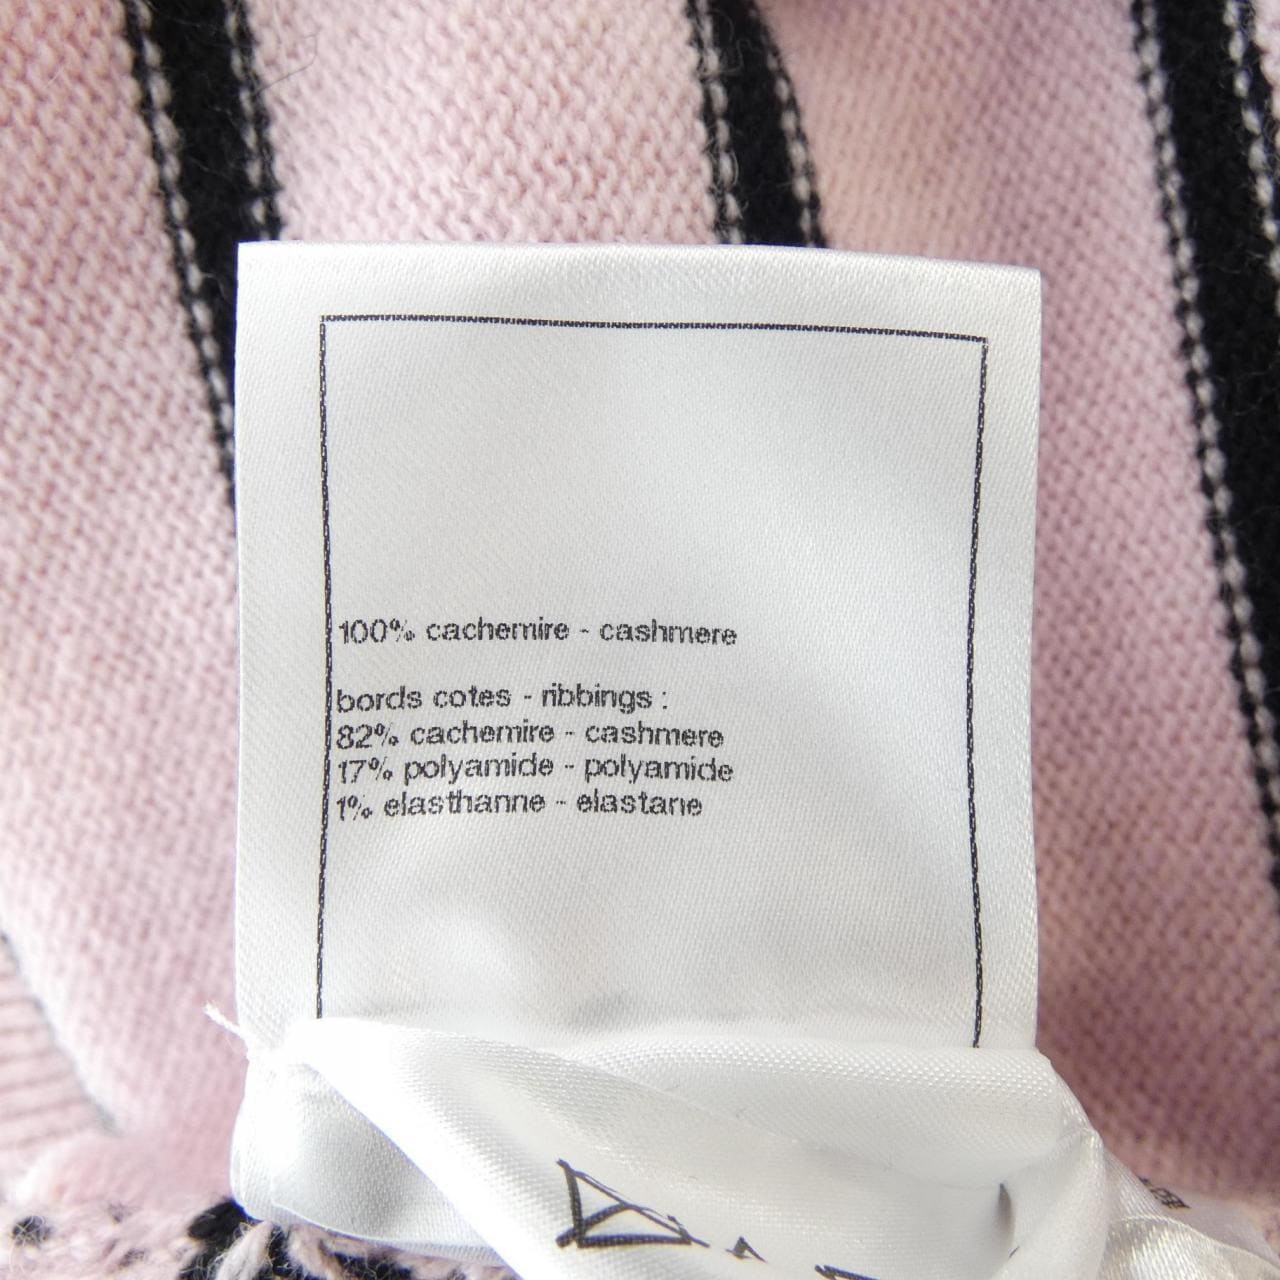 100% cachemire - cashmere
bords cotes - ribbings :
82% cachemire - cashmere
17% polyamide - polyamide
1% elasthanne - elastane